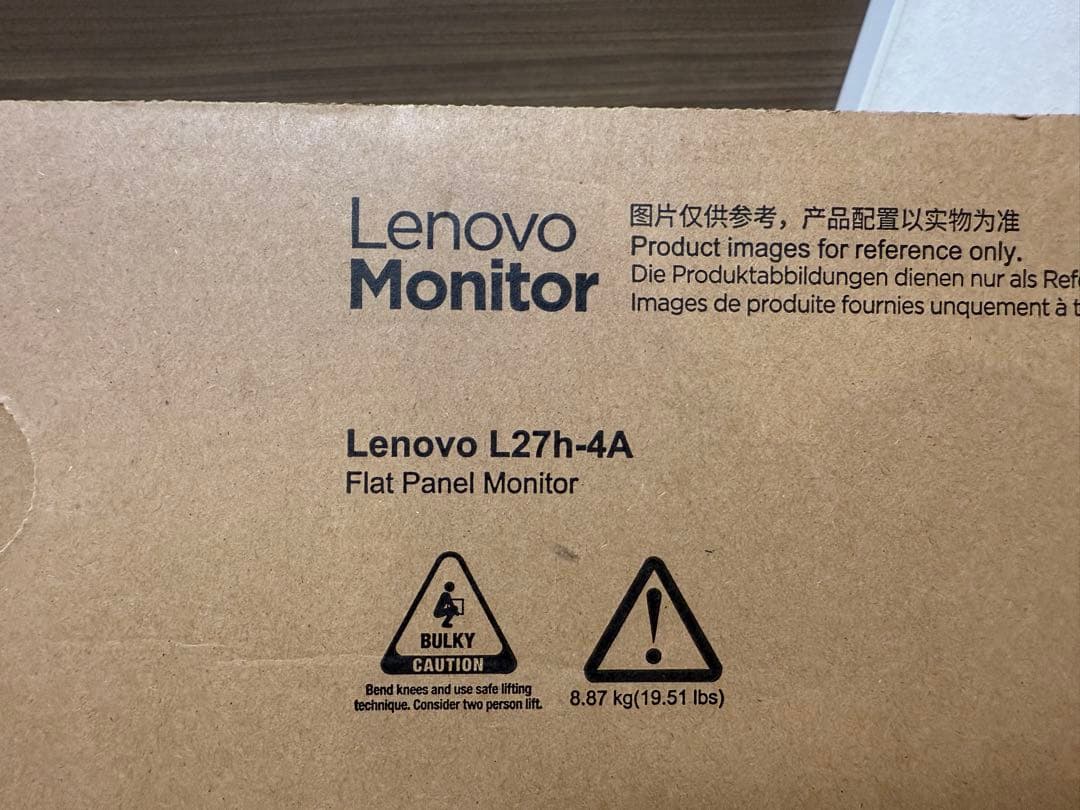 Lenovo
Monitor
图片仅供参考，产品配置以实物为准
Product images for reference only.
Die Produktabbildungen dienen nur als
Images de produite fournies unquement à
Lenovo L27h-4A
Flat Panel Monitor
BULKY
CAUTION
Bend knees and use safe lifting
technique. Consider two person lift.
8.87 kg(19.51 lbs)